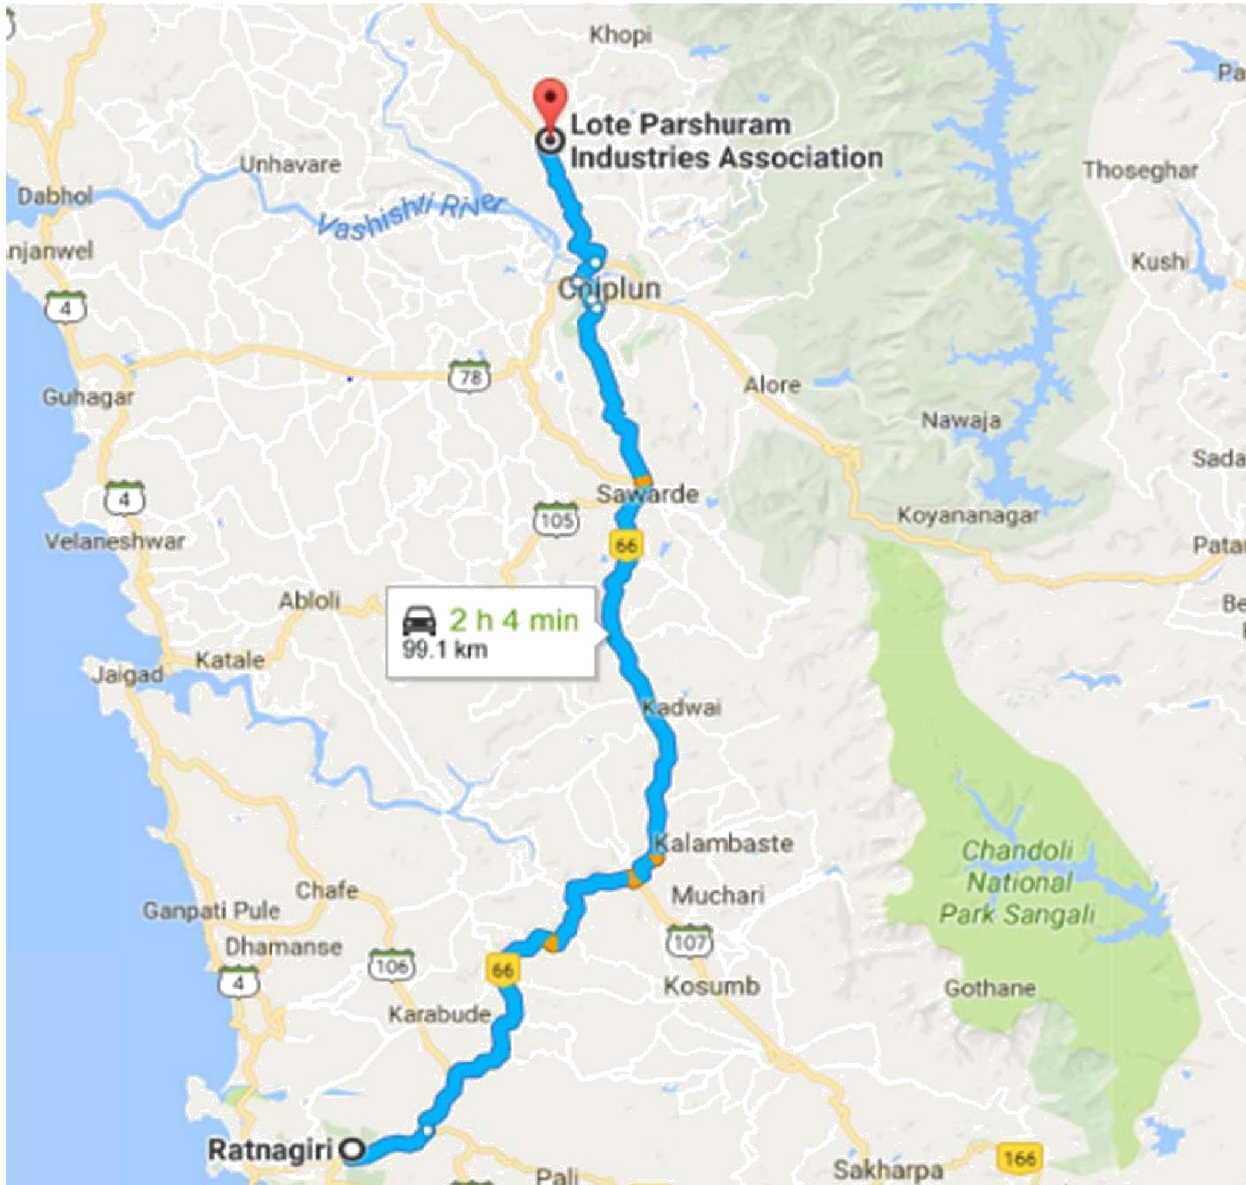 Khopi
Pa
Lote Parshuram
Industries Association
Unhavare
Thoseghar
Dabhol
Vashishti River
njanwel
Kushi
4
Chiplun
78
Alore
Guhagar
Nawaja
Sada
4
Sawarde
105
Koyananagar
Velaneshwar
66
Patan
Abloli
Be
2 h 4 min
99.1 km
Katale
Jaigad
Kadwai
Kalambaste
Chandoli
National
Park Sangali
Chafe
Muchari
Ganpati Pule
Dhamanse
107
106
66
4
Kosumb
Gothane
Karabude
Ratnagiri
166
Pali
Sakharpa